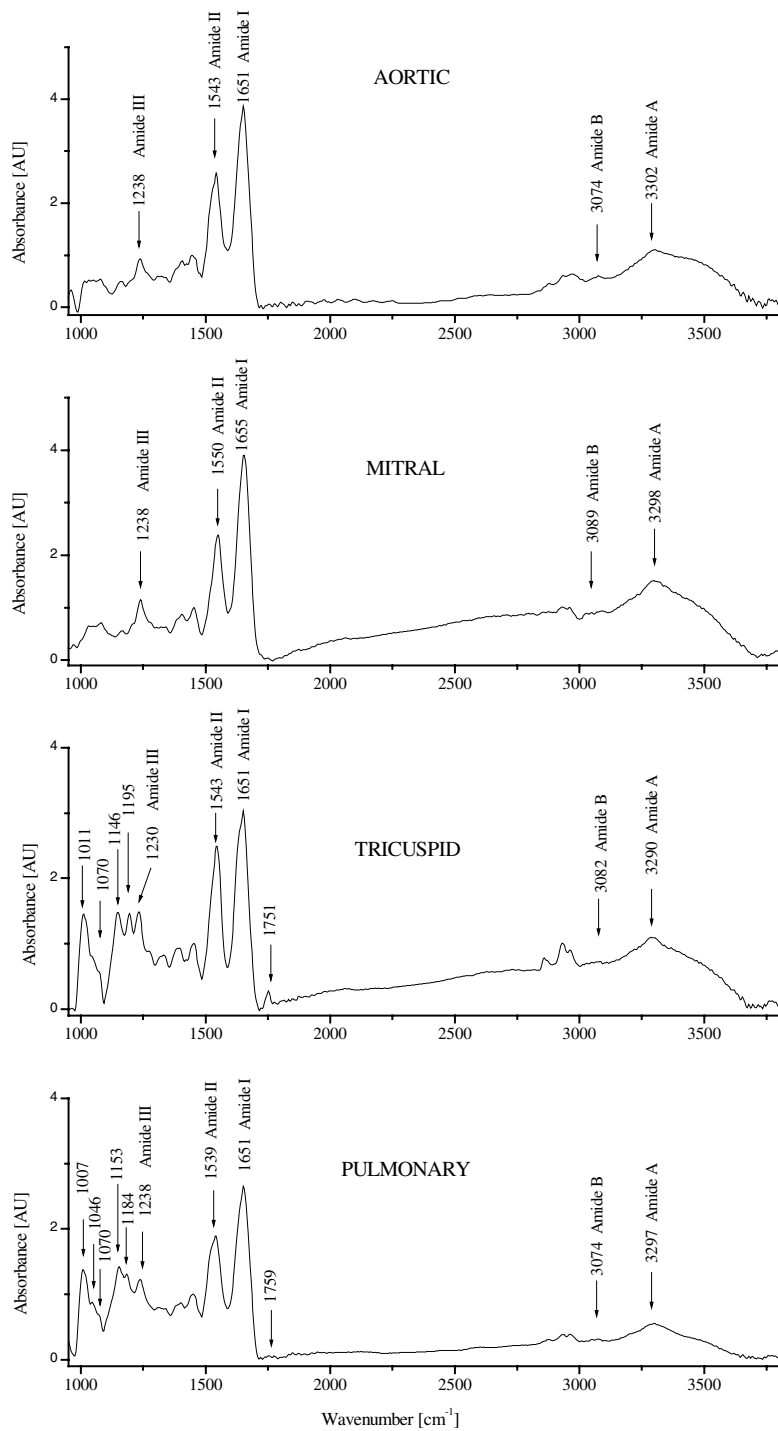 AORTIC
Absorbance [AU]
4
2
0
1238 Amide III
1543 Amide II
1651 Amide I
3074 Amide B
3302 Amide A
1000 1500 2000 2500 3000 3500
MITRAL
Absorbance [AU]
4
2
0
1238 Amide III
1550 Amide II
1655 Amide I
3089 Amide B
3298 Amide A
1000 1500 2000 2500 3000 3500
TRICUSPID
Absorbance [AU]
4
2
0
1011
1070
1146
1195
1230 Amide III
1543 Amide II
1651 Amide I
1751
3082 Amide B
3290 Amide A
1000 1500 2000 2500 3000 3500
PULMONARY
Absorbance [AU]
4
2
0
1007
1046
1070
1153
1184
1238 Amide III
1539 Amide II
1651 Amide I
1759
3074 Amide B
3297 Amide A
1000 1500 2000 2500 3000 3500
Wavenumber [cm⁻¹]